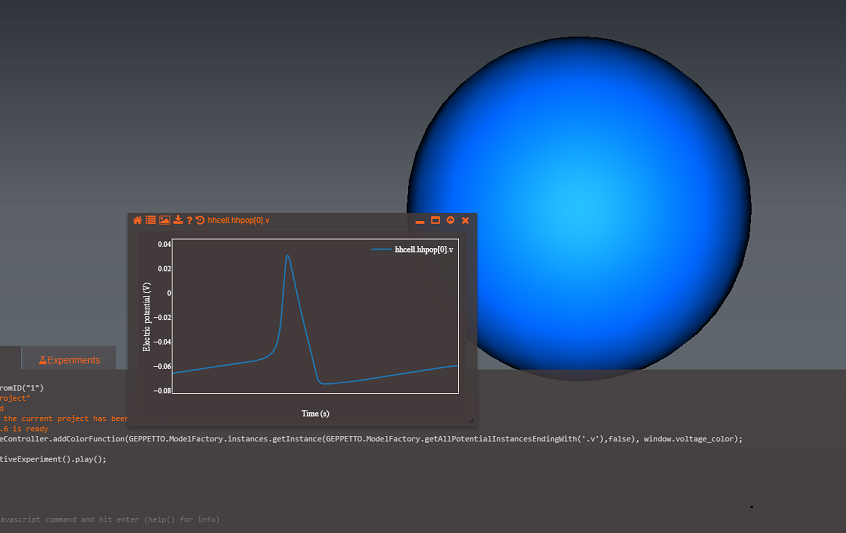 hhcell.hhpop[0].v
0.04
hhcell.hhpop[0].v
0.02
0
−0.02
−0.04
−0.06
−0.08
Electric potential (V)
Time (s)
Experiments
romID("1")
roject"
d
the current project has been
.6 is ready
eController.addColorFunction(GEPPETTO.ModelFactory.instances.getInstance(GEPPETTO.ModelFactory.getAllPotentialInstancesEndingWith('.v'),false), window.voltage_color);
tiveExperiment().play();
avascript command and hit enter (help() for info)